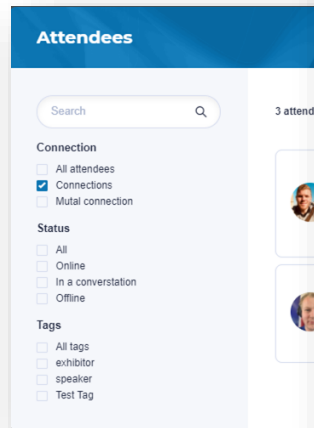 Attendees
Search
3 attend
Connection
All attendees
Connections
Mutal connection
Status
All
Online
In a converstation
Offline
Tags
All tags
exhibitor
speaker
Test Tag